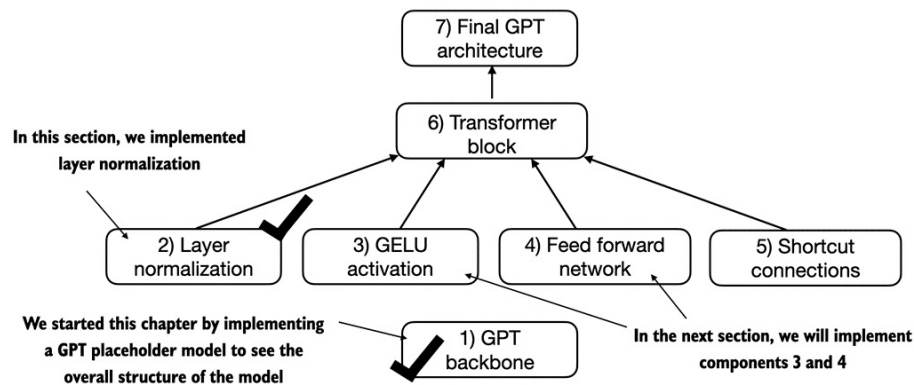 7) Final GPT
architecture
6) Transformer
block
In this section, we implemented
layer normalization
2) Layer
normalization
3) GELU
activation
4) Feed forward
network
5) Shortcut
connections
We started this chapter by implementing
a GPT placeholder model to see the
overall structure of the model
1) GPT
backbone
In the next section, we will implement
components 3 and 4